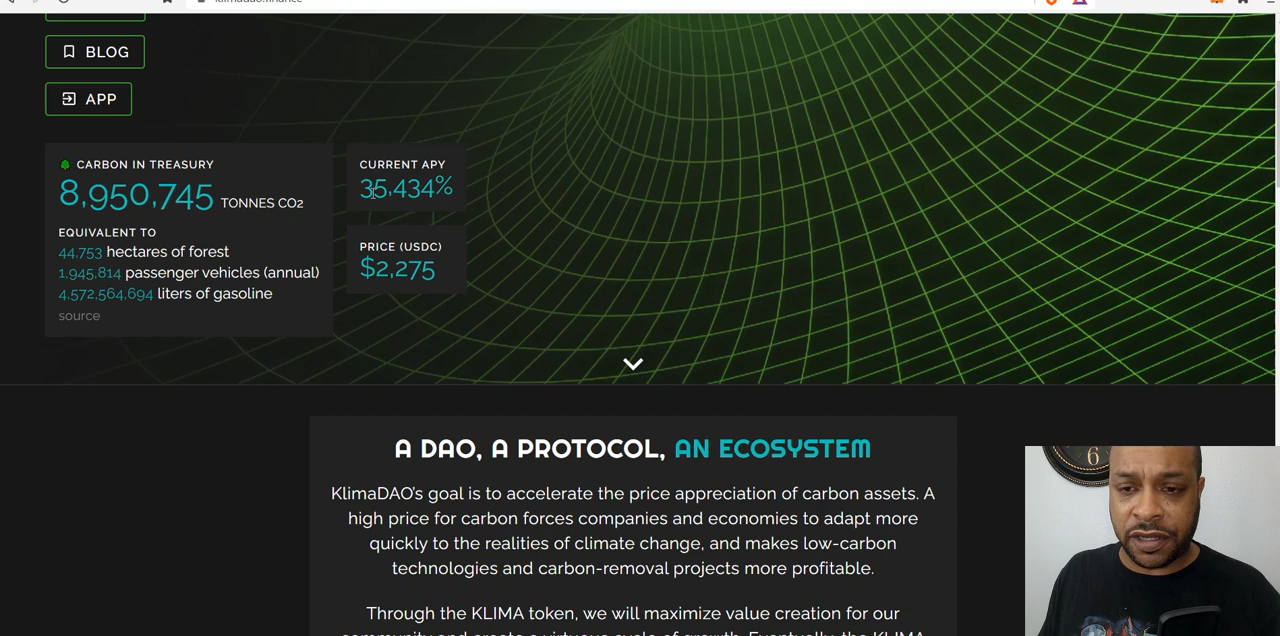 BLOG
APP
CARBON IN TREASURY
8,950,745 TONNES CO2
EQUIVALENT TO
44,753 hectares of forest
1,945,814 passenger vehicles (annual)
4,572,564,694 liters of gasoline
source
CURRENT APY
35,434%
PRICE (USDC)
$2,275
A DAO, A PROTOCOL, AN ECOSYSTEM
KlimaDAO's goal is to accelerate the price appreciation of carbon assets. A
high price for carbon forces companies and economies to adapt more
quickly to the realities of climate change, and makes low-carbon
technologies and carbon-removal projects more profitable.
Through the KLIMA token, we will maximize value creation for our
6